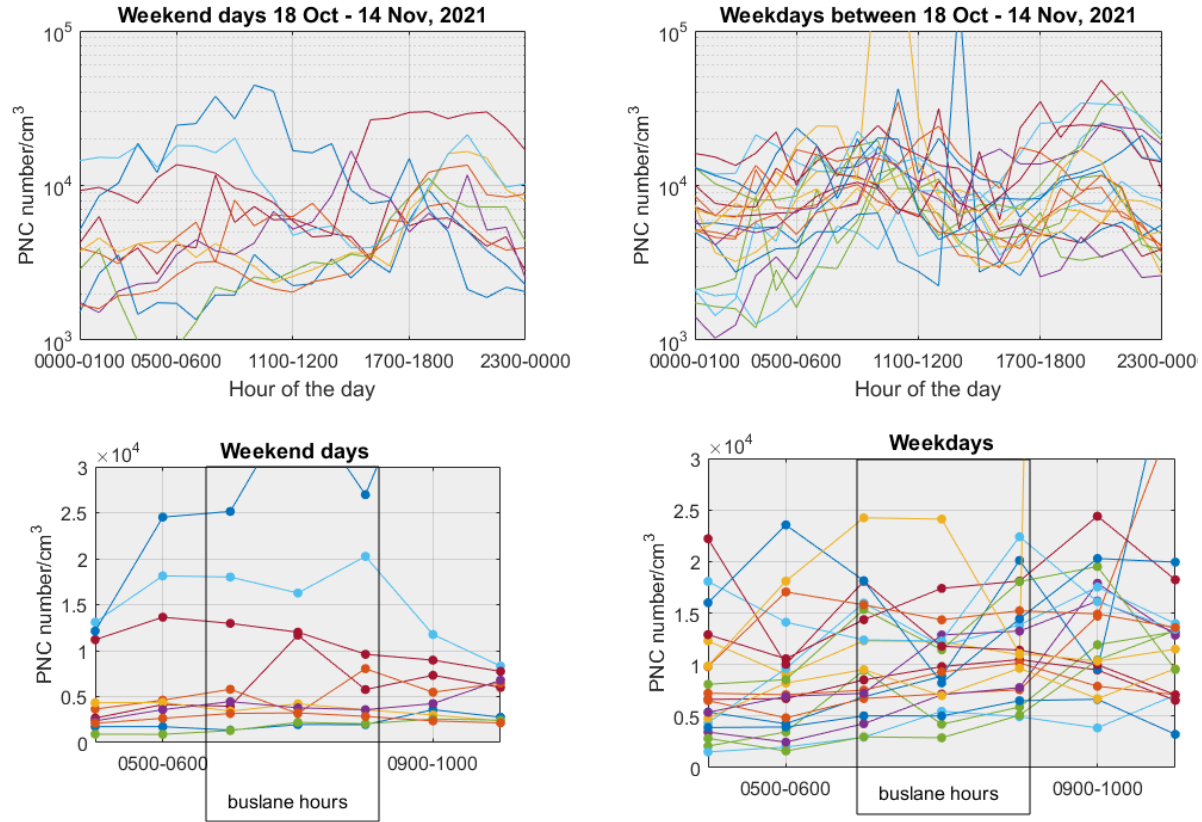 Weekend days 18 Oct - 14 Nov, 2021
10^5
10^4
10^3
PNC number/cm^3
0000-0100 0500-0600 1100-1200 1700-1800 2300-0000
Hour of the day
Weekdays between 18 Oct - 14 Nov, 2021
10^5
10^4
10^3
PNC number/cm^3
0000-0100 0500-0600 1100-1200 1700-1800 2300-0000
Hour of the day
Weekend days
× 10^4
3
2.5
2
1.5
1
0.5
0
PNC number/cm^3
0500-0600 0900-1000
buslane hours
Weekdays
× 10^4
3
2.5
2
1.5
1
0.5
0
PNC number/cm^3
0500-0600 0900-1000
buslane hours